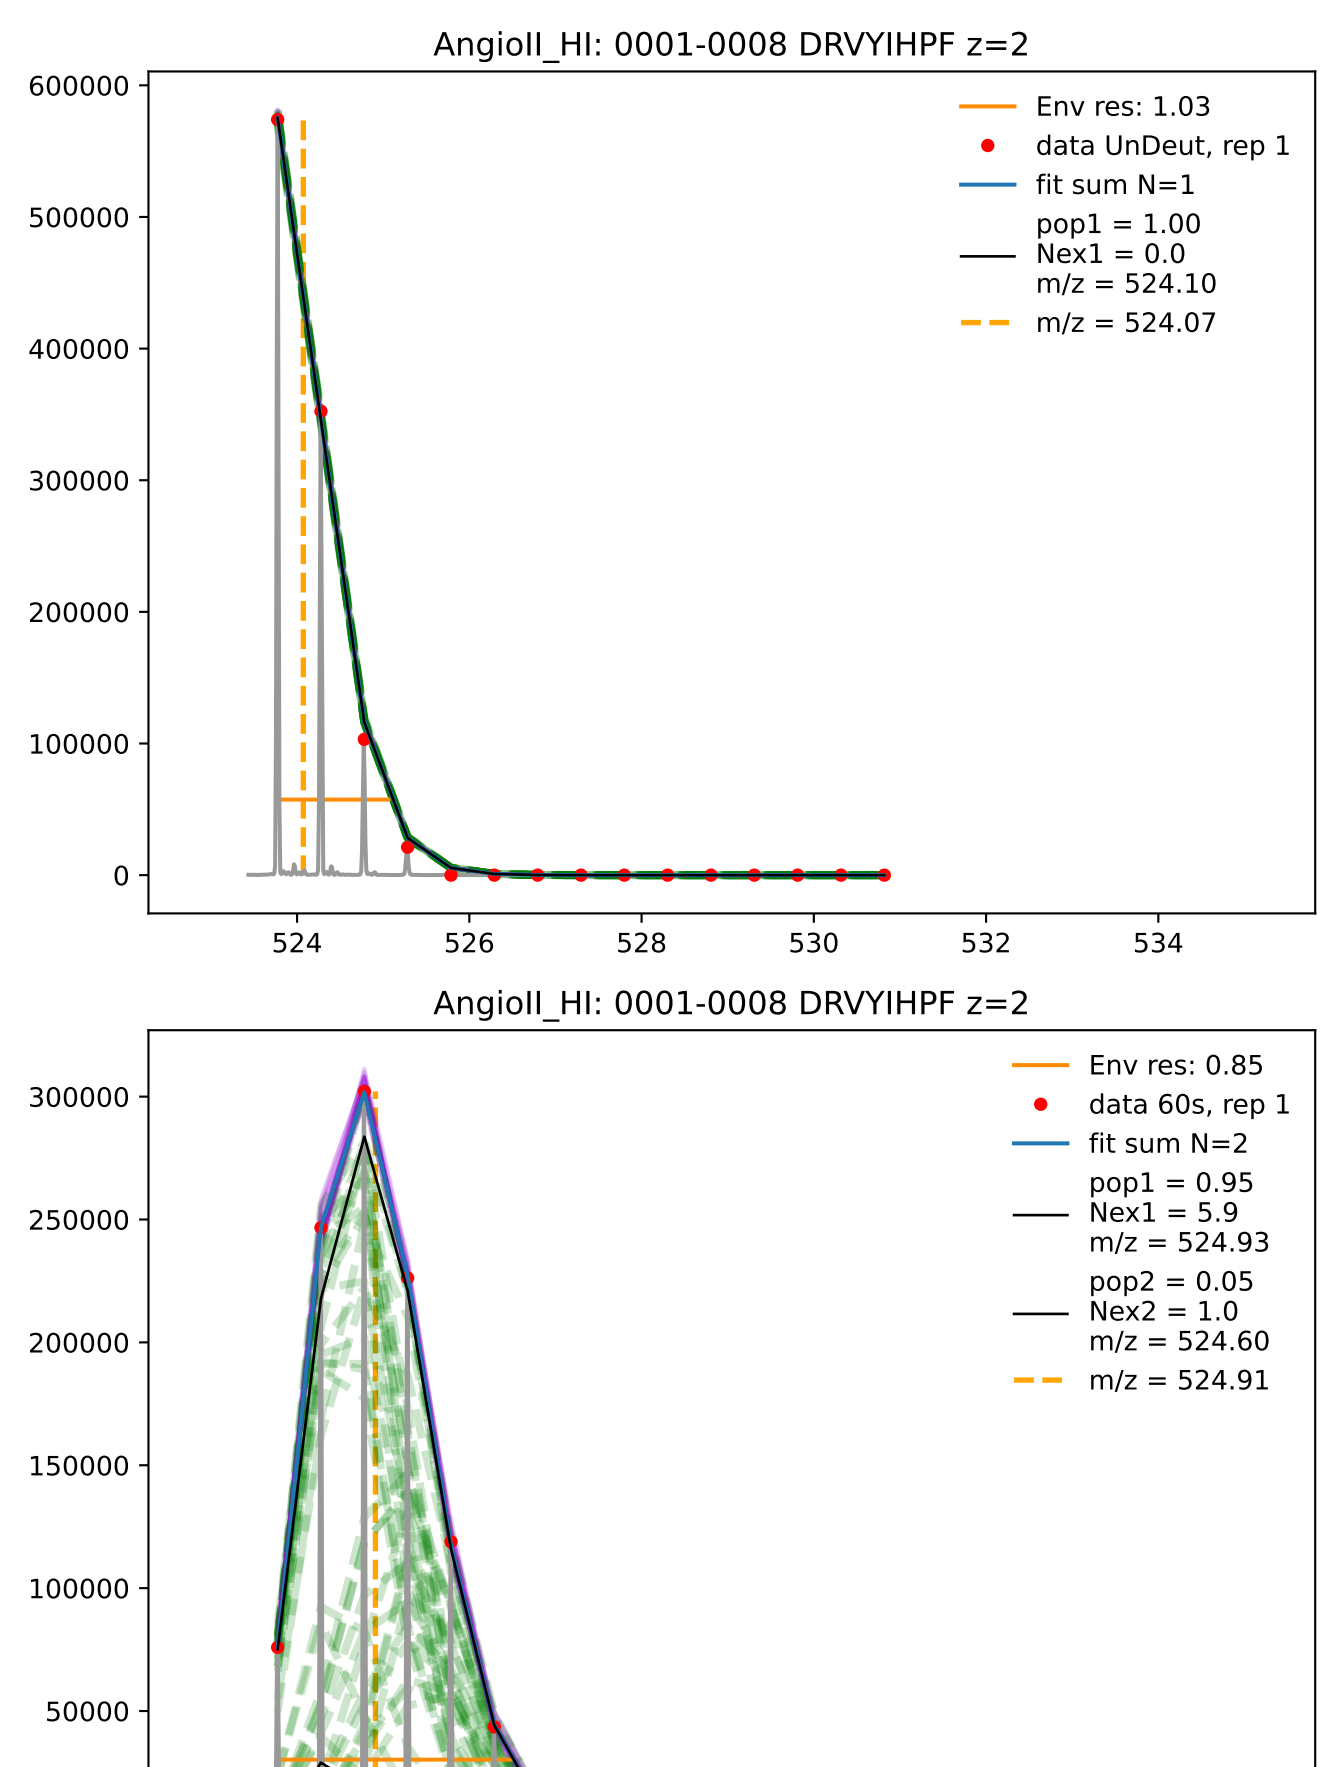 AngioII_HI: 0001-0008 DRVYIHPF z=2
600000
500000
400000
300000
200000
100000
0
Env res: 1.03
data UnDeut, rep 1
fit sum N=1
pop1 = 1.00
Nex1 = 0.0
m/z = 524.10
m/z = 524.07
524 526 528 530 532 534
AngioII_HI: 0001-0008 DRVYIHPF z=2
300000
250000
200000
150000
100000
50000
Env res: 0.85
data 60s, rep 1
fit sum N=2
pop1 = 0.95
Nex1 = 5.9
m/z = 524.93
pop2 = 0.05
Nex2 = 1.0
m/z = 524.60
m/z = 524.91